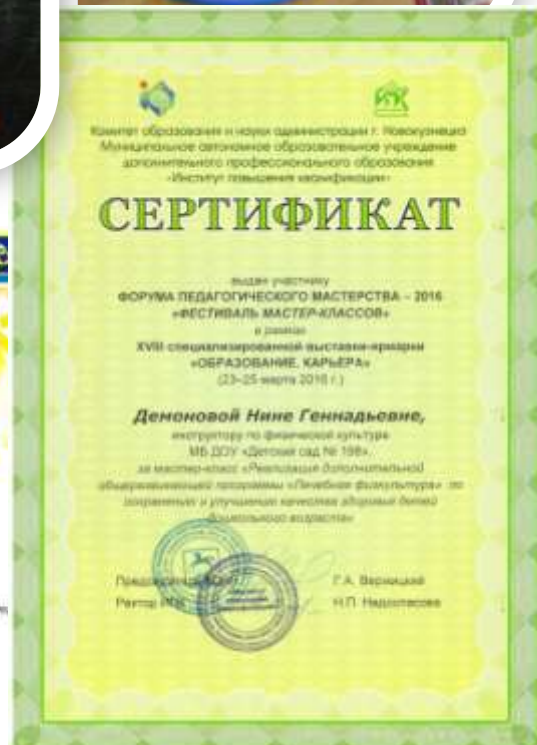 Комитет образования и науки администрации г. Новокузнецка
Муниципальное автономное образовательное учреждение
дополнительного профессионального образования
«Институт повышения квалификации»
СЕРТИФИКАТ
выдан участнику
ФОРУМА ПЕДАГОГИЧЕСКОГО МАСТЕРСТВА – 2016
«ФЕСТИВАЛЬ МАСТЕР-КЛАССОВ»
в рамках
XVIII специализированной выставки-ярмарки
«ОБРАЗОВАНИЕ. КАРЬЕРА»
(23–25 марта 2016 г.)
Демоновой Нине Геннадьевне,
инструктору по физической культуре
МБ ДОУ «Детский сад № 198»,
за мастер-класс «Реализация дополнительной
общеразвивающей программы «Лечебная физкультура» по
сохранению и улучшению качества здоровья детей
дошкольного возраста»
Г.А. Вержицкий
Ректор
Н.П. Недоспасова